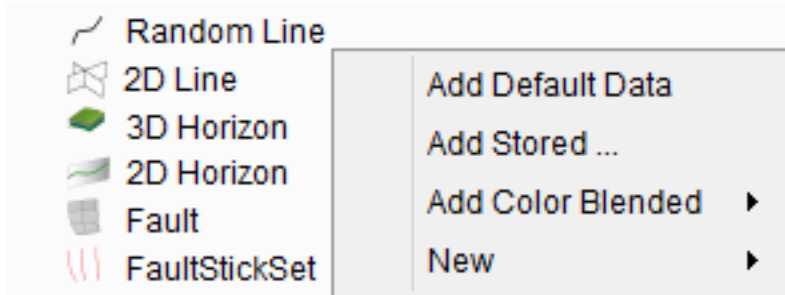 Random Line
2D Line
3D Horizon
2D Horizon
Fault
FaultStickSet
Add Default Data
Add Stored ...
Add Color Blended
New